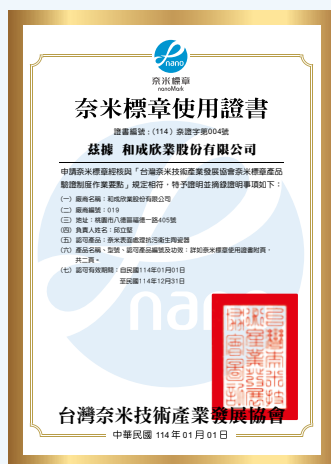 nano
奈米標章
nanoMark
奈米標章使用證書
證書編號：(114) 奈證字第004號
茲據 和成欣業股份有限公司
申請奈米標章經核與「台灣奈米技術產業發展協會奈米標章產品
驗證制度作業要點」規定相符，特予證明並摘錄證明事項如下：
(一) 廠商名稱：和成欣業股份有限公司
(二) 廠商編號：019
(三) 地址：桃園市八德區福德一路405號
(四) 負責人姓名：邱立堅
(五) 認可產品：奈米表面處理抗污衛生陶瓷器
(六) 產品名稱、型號、認可產品編號及功效：詳如奈米標章使用證書附頁，
共二頁。
(七) 認可有效期間：自民國114年01月01日
至民國114年12月31日
nano
台灣奈米技術產業發展協會
中華民國 114 年 01 月 01 日